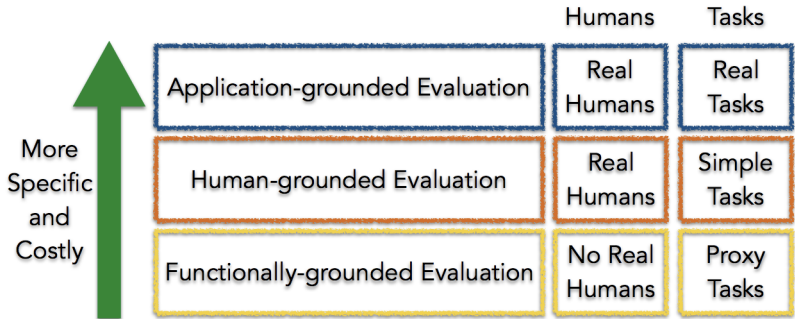 Humans Tasks
Application-grounded Evaluation
Real
Humans
Real
Tasks
More
Specific
and
Costly
Human-grounded Evaluation
Real
Humans
Simple
Tasks
Functionally-grounded Evaluation
No Real
Humans
Proxy
Tasks